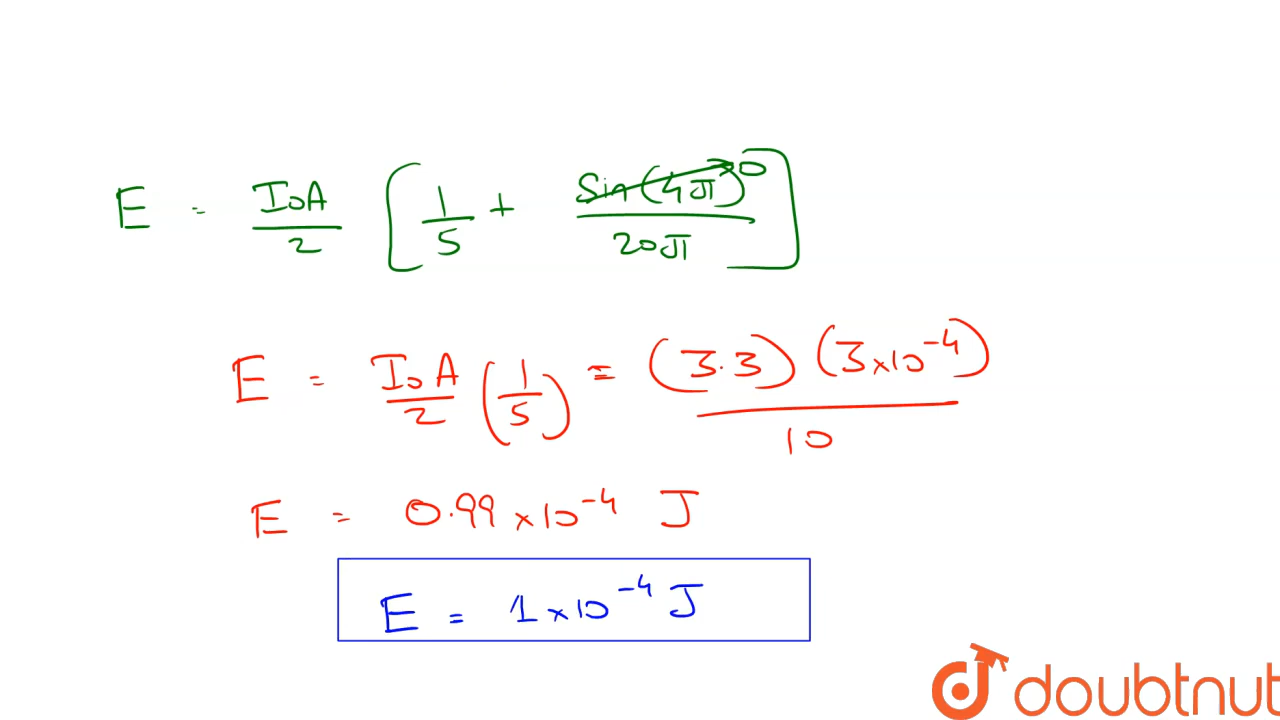 E = I₀A/2 [ 1/5 + sin(4π)/20π ] 0
E = I₀A/2 (1/5) = (3.3) (3×10⁻⁴)/10
E = 0.99×10⁻⁴ J
E = 1×10⁻⁴ J
doubtnut